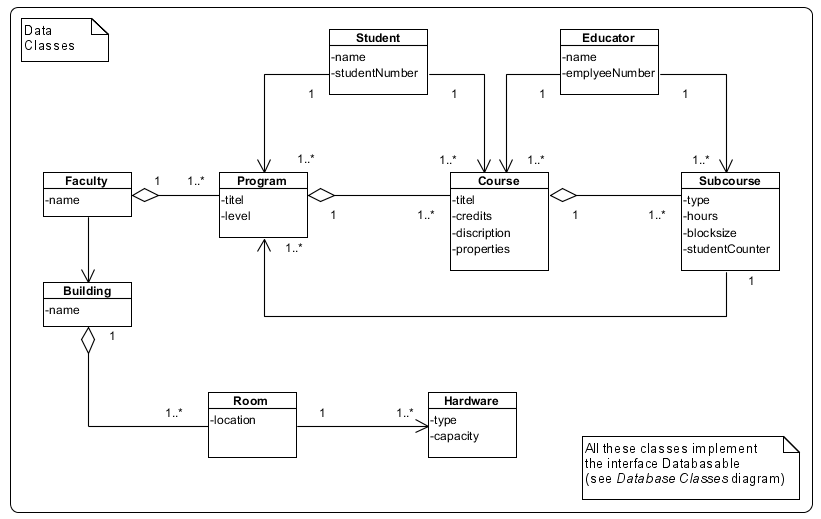 Data
Classes
Student
-name
-studentNumber
Educator
-name
-emplyeeNumber
1
1
1
1
1..*
1..*
1..*
1..*
Faculty
-name
1
1..*
Program
-titel
-level
1
1..*
Course
-titel
-credits
-discription
-properties
1
1..*
Subcourse
-type
-hours
-blocksize
-studentCounter
1..*
1
Building
-name
1
1..*
Room
-location
1
1..*
Hardware
-type
-capacity
All these classes implement
the interface Databasable
(see Database Classes diagram)